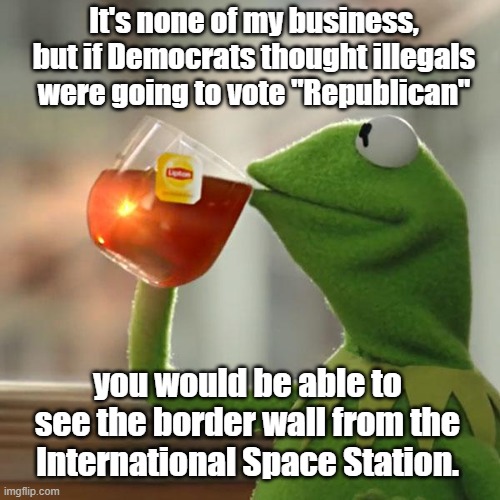 It's none of my business,
but if Democrats thought illegals
were going to vote "Republican"
Lipton
you would be able to
see the border wall from the
International Space Station.
imgflip.com